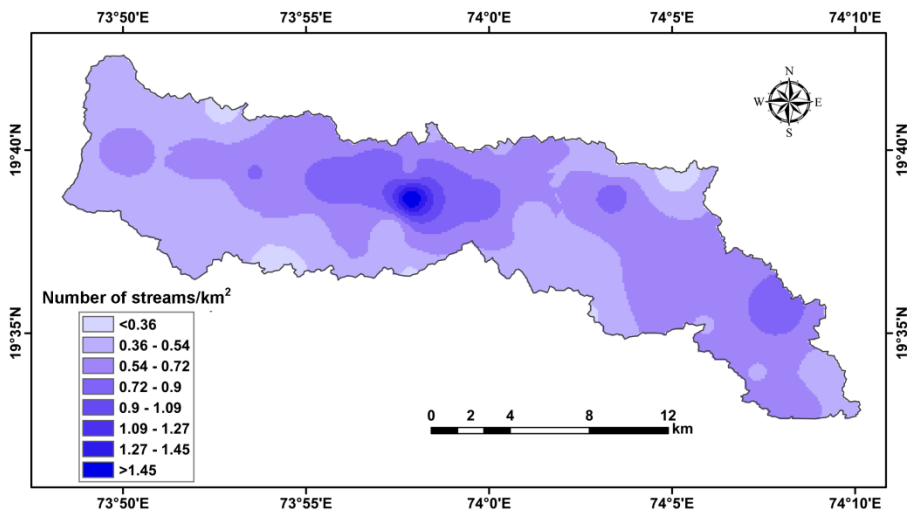 73°50'E 73°55'E 74°0'E 74°5'E 74°10'E
N
W E
S
19°40'N 19°40'N
19°35'N 19°35'N
Number of streams/km²
<0.36
0.36 - 0.54
0.54 - 0.72
0.72 - 0.9
0.9 - 1.09
1.09 - 1.27
1.27 - 1.45
>1.45
0 2 4 8 12
km
73°50'E 73°55'E 74°0'E 74°5'E 74°10'E